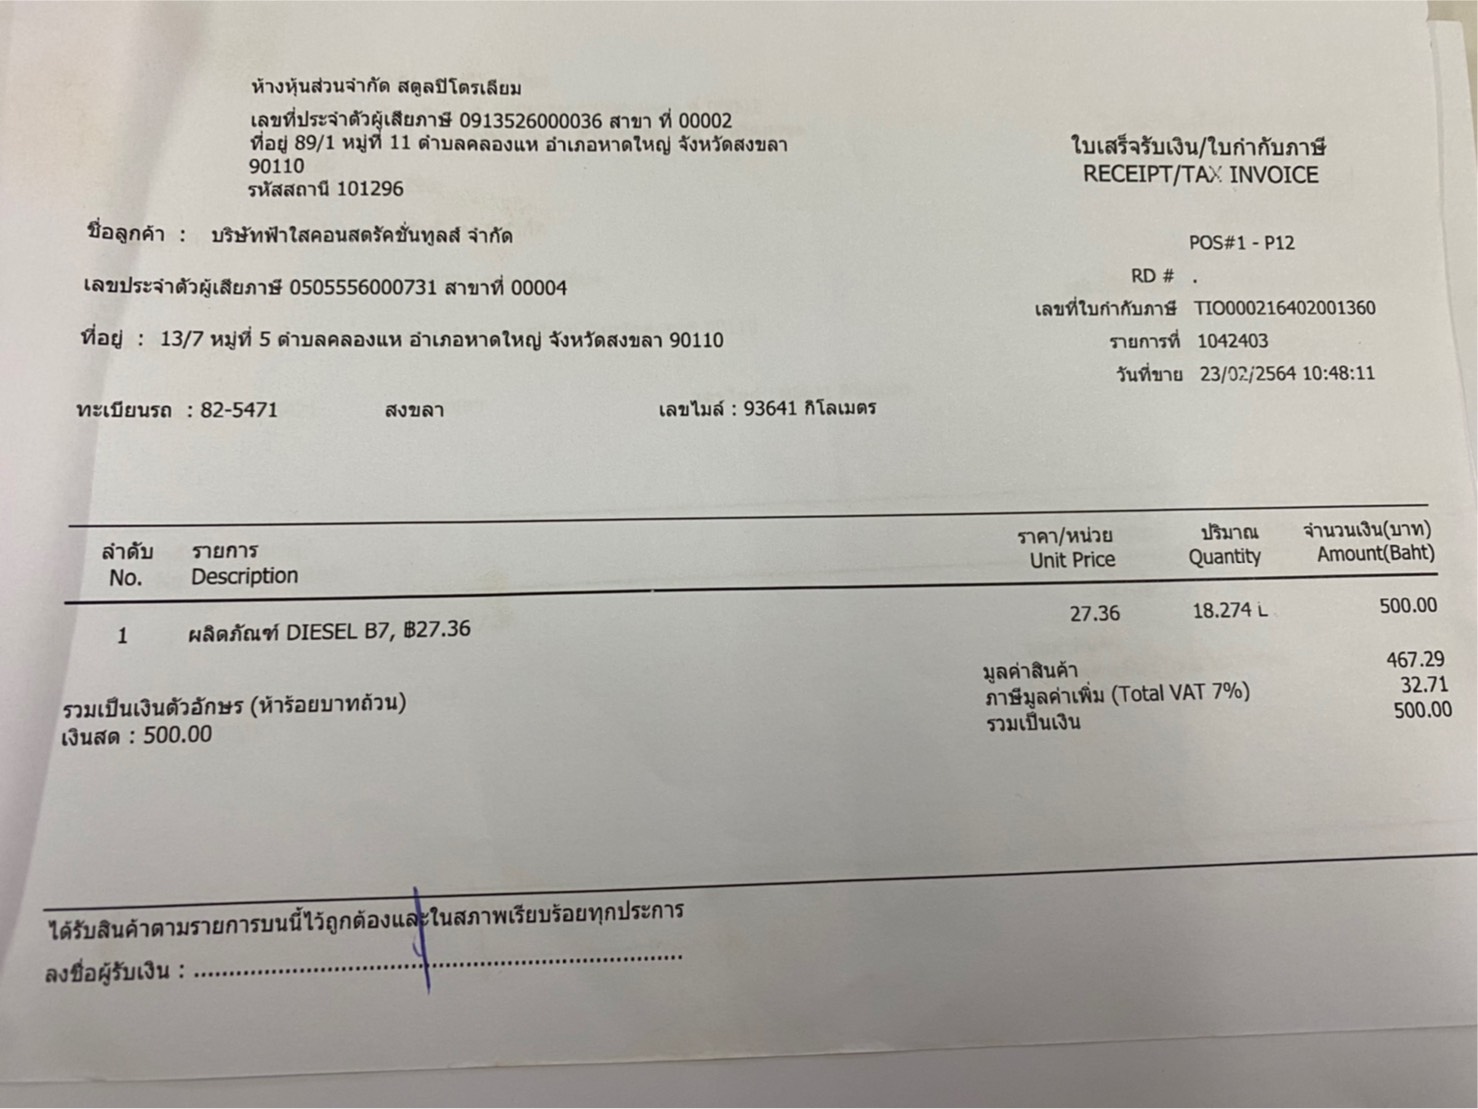 ห้างหุ้นส่วนจำกัด สตูลปิโตรเลียม
เลขที่ประจำตัวผู้เสียภาษี 0913526000036 สาขา ที่ 00002
ที่อยู่ 89/1 หมู่ที่ 11 ตำบลคลองแห อำเภอหาดใหญ่ จังหวัดสงขลา
90110
รหัสสถานี 101296
ใบเสร็จรับเงิน/ใบกำกับภาษี
RECEIPT/TAX INVOICE
ชื่อลูกค้า : บริษัทฟ้าใสคอนสตรัคชั่นทูลส์ จำกัด
POS#1 - P12
RD # .
เลขประจำตัวผู้เสียภาษี 0505556000731 สาขาที่ 00004
เลขที่ใบกำกับภาษี TIO000216402001360
ที่อยู่ : 13/7 หมู่ที่ 5 ตำบลคลองแห อำเภอหาดใหญ่ จังหวัดสงขลา 90110
รายการที่ 1042403
วันที่ขาย 23/02/2564 10:48:11
ทะเบียนรถ : 82-5471 สงขลา เลขไมล์ : 93641 กิโลเมตร
ลำดับ รายการ ราคา/หน่วย ปริมาณ จำนวนเงิน(บาท)
No. Description Unit Price Quantity Amount(Baht)
1 ผลิตภัณฑ์ DIESEL B7, ฿27.36 27.36 18.274 L 500.00
มูลค่าสินค้า 467.29
ภาษีมูลค่าเพิ่ม (Total VAT 7%) 32.71
รวมเป็นเงิน 500.00
รวมเป็นเงินตัวอักษร (ห้าร้อยบาทถ้วน)
เงินสด : 500.00
ได้รับสินค้าตามรายการบนนี้ไว้ถูกต้องและในสภาพเรียบร้อยทุกประการ
ลงชื่อผู้รับเงิน : ......................................................................